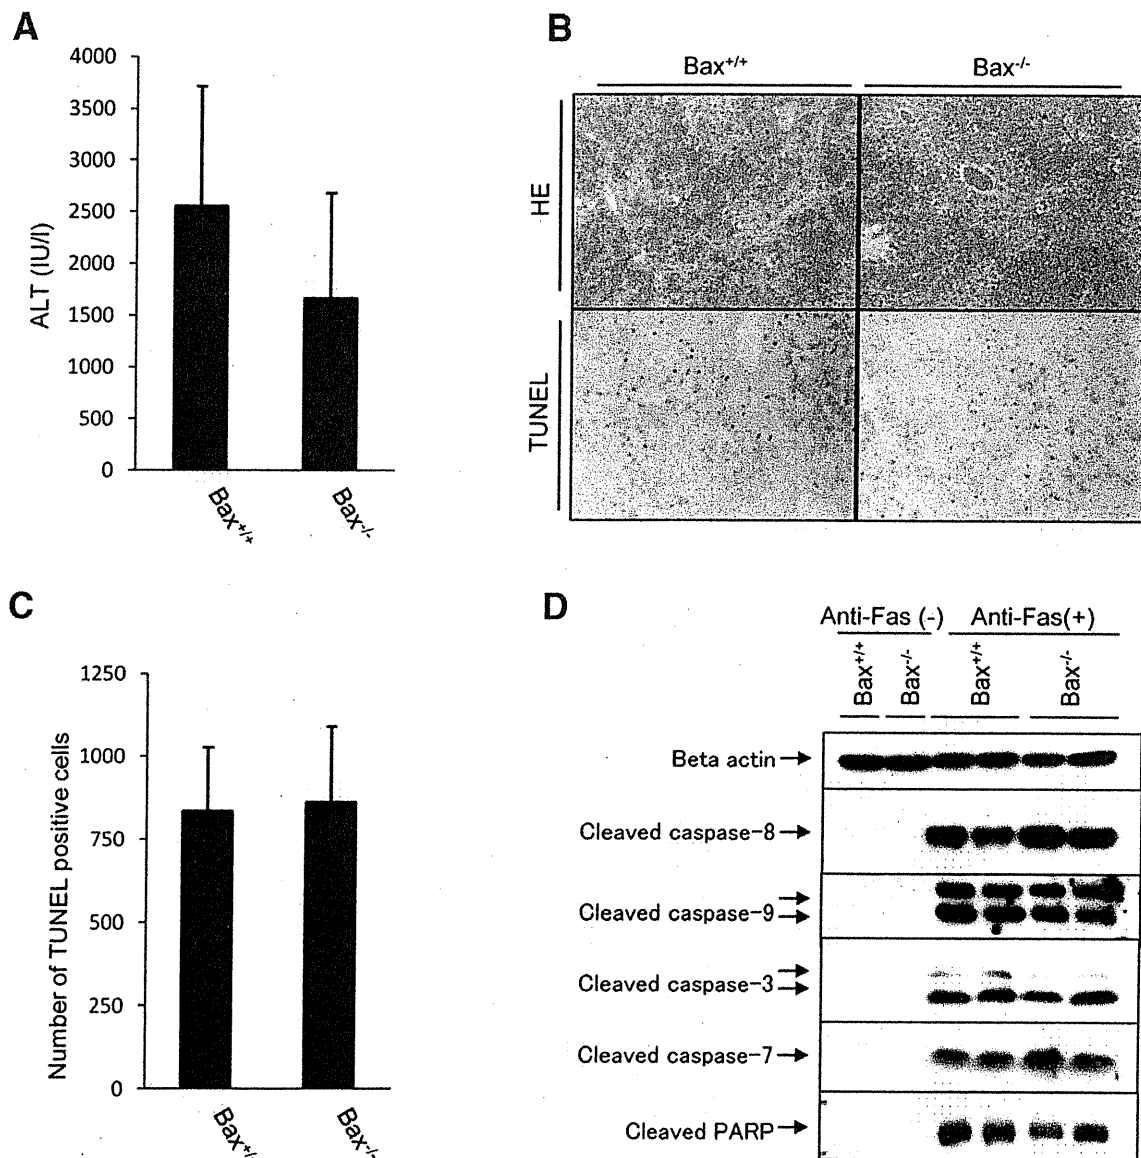 A
4000
3500
3000
2500
2000
1500
1000
500
0
ALT (IU/l)
Bax+/+
Bax-/-
B
Bax+/+
Bax-/-
HE
TUNEL
C
1250
1000
750
500
250
0
Number of TUNEL positive cells
Bax+/
Bax-/-
D
Anti-Fas (-)
Anti-Fas(+)
Bax+/+
Bax-/-
Bax+/+
Bax-/-
Beta actin
Cleaved caspase-8
Cleaved caspase-9
Cleaved caspase-3
Cleaved caspase-7
Cleaved PARP